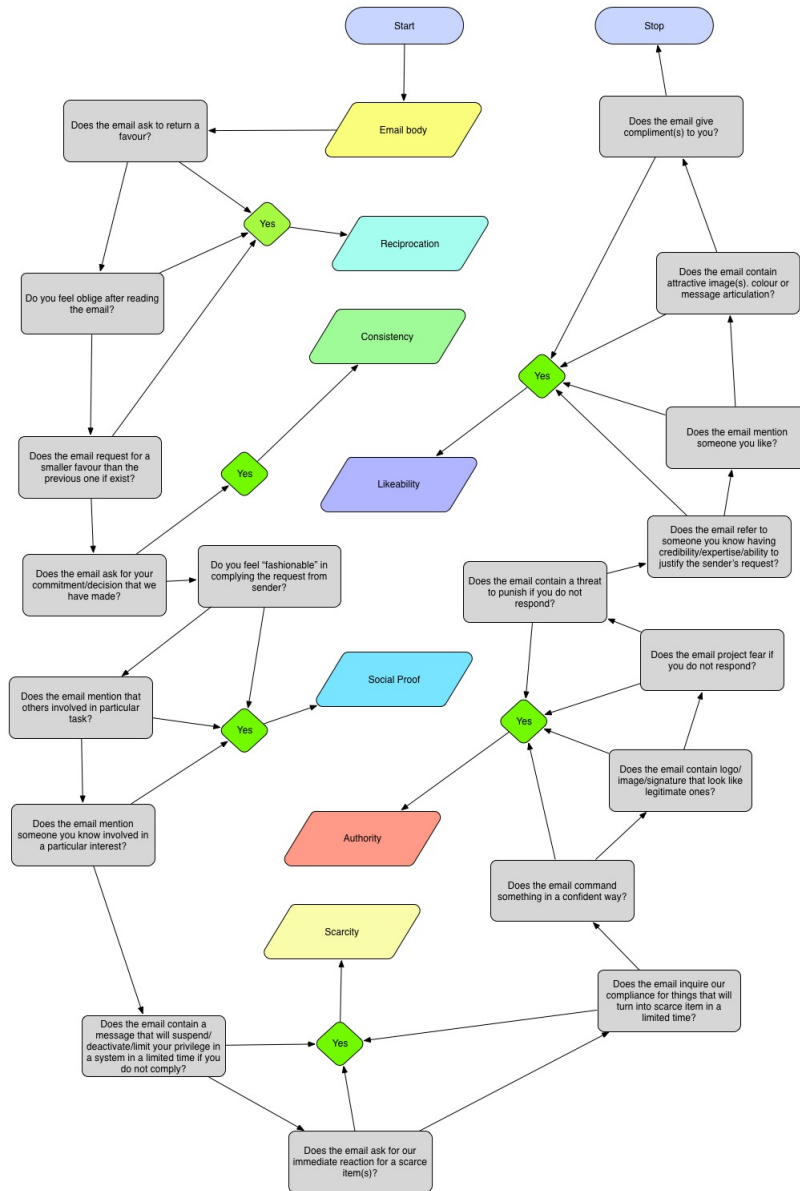 Start
Stop
Email body
Does the email ask to return a
favour?
Does the email give
compliment(s) to you?
Yes
Reciprocation
Do you feel oblige after reading
the email?
Does the email contain
attractive image(s). colour or
message articulation?
Consistency
Yes
Does the email request for a
smaller favour than the
previous one if exist?
Does the email mention
someone you like?
Yes
Likeability
Does the email ask for your
commitment/decision that we
have made?
Do you feel “fashionable” in
complying the request from
sender?
Does the email refer to
someone you know having
credibility/expertise/ability to
justify the sender's request?
Does the email contain a threat
to punish if you do not
respond?
Does the email project fear if
you do not respond?
Does the email mention that
others involved in particular
task?
Social Proof
Yes
Yes
Does the email contain logo/
image/signature that look like
legitimate ones?
Does the email mention
someone you know involved in
a particular interest?
Authority
Does the email command
something in a confident way?
Scarcity
Does the email inquire our
compliance for things that will
turn into scarce item in a
limited time?
Does the email contain a
message that will suspend/
deactivate/limit your privilege in
a system in a limited time if you
do not comply?
Yes
Does the email ask for our
immediate reaction for a scarce
item(s)?